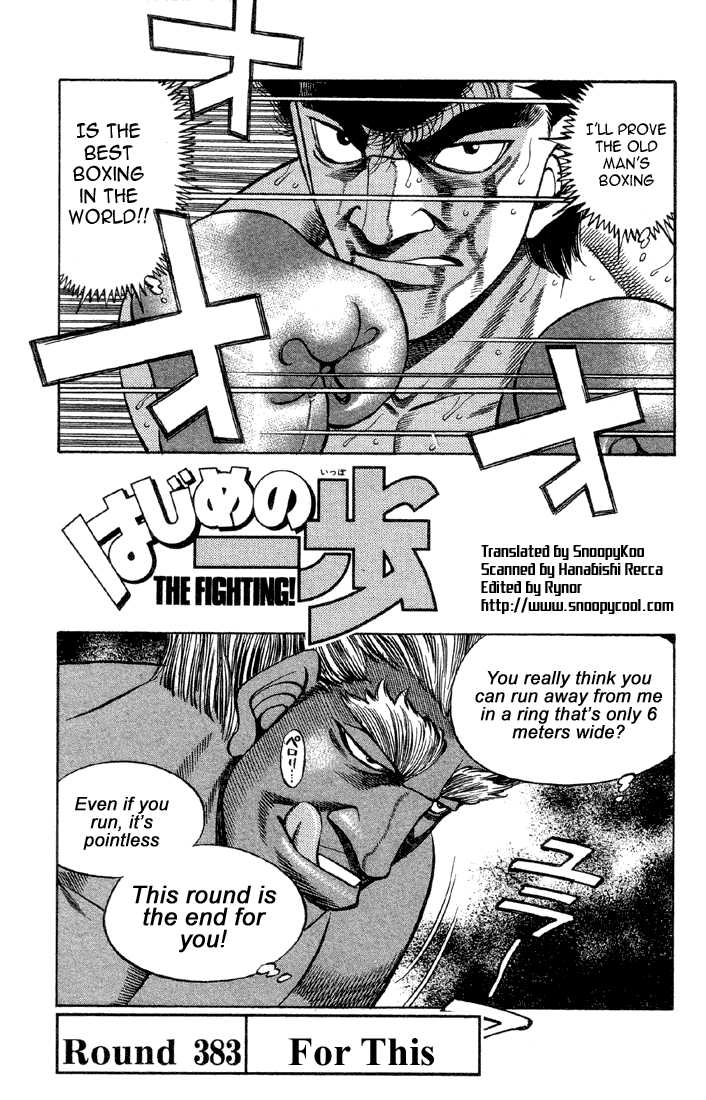 オ
I'LL PROVE
THE OLD
MAN'S
BOXING
IS THE
BEST
BOXING
IN THE
WORLD!!
オ
オ
はじめの一歩
いっぽ
THE FIGHTING!
Translated by SnoopyKoo
Scanned by Hanabishi Recca
Edited by Rynor
http://www.snoopycool.com
You really think you
can run away from me
in a ring that's only 6
meters wide?
ペロリ…
Even if you
run, it's
pointless
This round is
the end for
you!
Round 383
For This